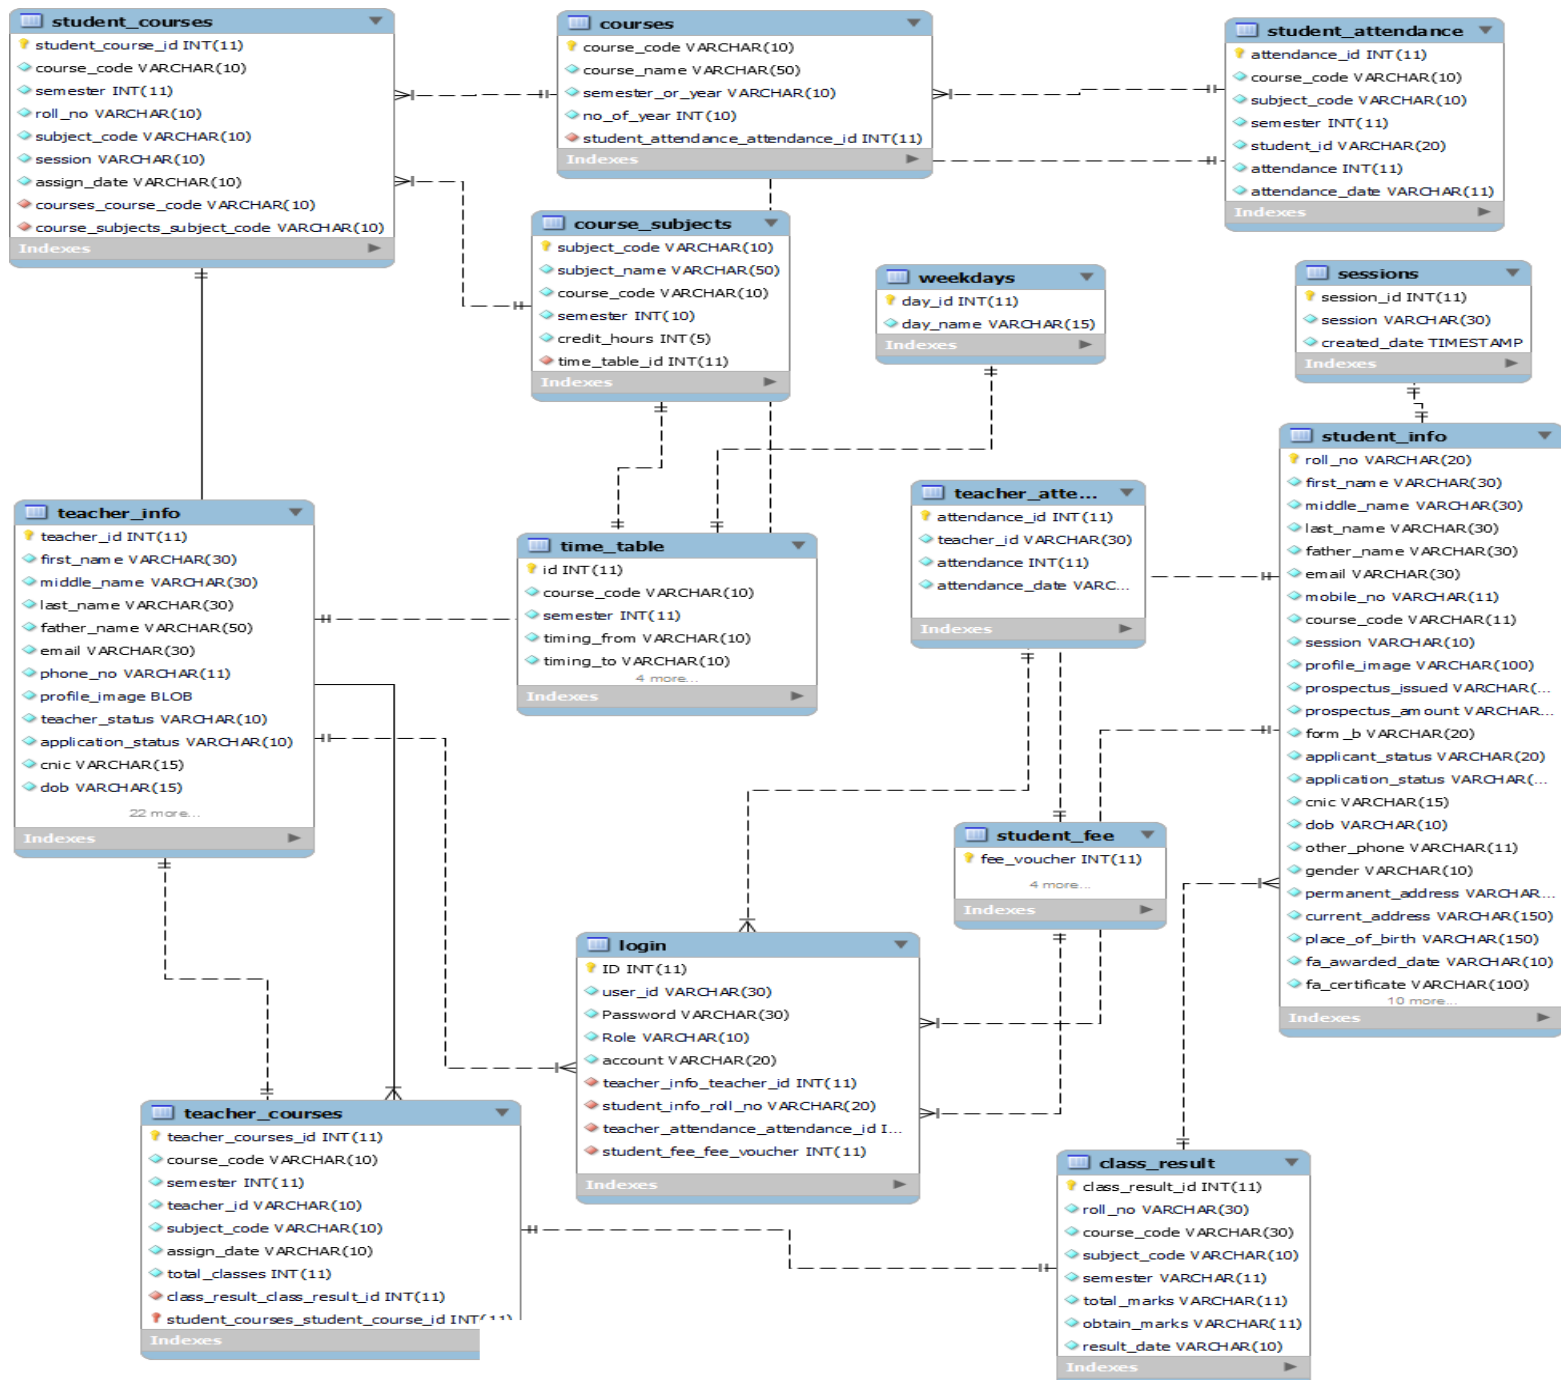 student_courses
student_course_id INT(11)
course_code VARCHAR(10)
semester INT(11)
roll_no VARCHAR(10)
subject_code VARCHAR(10)
session VARCHAR(10)
assign_date VARCHAR(10)
courses_course_code VARCHAR(10)
course_subjects_subject_code VARCHAR(10)
Indexes
courses
course_code VARCHAR(10)
course_name VARCHAR(50)
semester_or_year VARCHAR(10)
no_of_year INT(10)
student_attendance_attendance_id INT(11)
Indexes
student_attendance
attendance_id INT(11)
course_code VARCHAR(10)
subject_code VARCHAR(10)
semester INT(11)
student_id VARCHAR(20)
attendance INT(11)
attendance_date VARCHAR(11)
Indexes
course_subjects
subject_code VARCHAR(10)
subject_name VARCHAR(50)
course_code VARCHAR(10)
semester INT(10)
credit_hours INT(5)
time_table_id INT(11)
Indexes
weekdays
day_id INT(11)
day_name VARCHAR(15)
Indexes
sessions
session_id INT(11)
session VARCHAR(30)
created_date TIMESTAMP
Indexes
teacher_info
teacher_id INT(11)
first_name VARCHAR(30)
middle_name VARCHAR(30)
last_name VARCHAR(30)
father_name VARCHAR(50)
email VARCHAR(30)
phone_no VARCHAR(11)
profile_image BLOB
teacher_status VARCHAR(10)
application_status VARCHAR(10)
cnic VARCHAR(15)
dob VARCHAR(15)
22 more...
Indexes
time_table
id INT(11)
course_code VARCHAR(10)
semester INT(11)
timing_from VARCHAR(10)
timing_to VARCHAR(10)
4 more...
Indexes
teacher_atte...
attendance_id INT(11)
teacher_id VARCHAR(30)
attendance INT(11)
attendance_date VARC...
Indexes
student_info
roll_no VARCHAR(20)
first_name VARCHAR(30)
middle_name VARCHAR(30)
last_name VARCHAR(30)
father_name VARCHAR(30)
email VARCHAR(30)
mobile_no VARCHAR(11)
course_code VARCHAR(11)
session VARCHAR(10)
profile_image VARCHAR(100)
prospectus_issued VARCHAR(...
prospectus_amount VARCHAR...
form_b VARCHAR(20)
applicant_status VARCHAR(20)
application_status VARCHAR(...
cnic VARCHAR(15)
dob VARCHAR(10)
other_phone VARCHAR(11)
gender VARCHAR(10)
permanent_address VARCHAR...
current_address VARCHAR(150)
place_of_birth VARCHAR(150)
fa_awarded_date VARCHAR(10)
fa_certificate VARCHAR(100)
10 more...
Indexes
student_fee
fee_voucher INT(11)
4 more...
Indexes
login
ID INT(11)
user_id VARCHAR(30)
Password VARCHAR(30)
Role VARCHAR(10)
account VARCHAR(20)
teacher_info_teacher_id INT(11)
student_info_roll_no VARCHAR(20)
teacher_attendance_attendance_id I...
student_fee_fee_voucher INT(11)
Indexes
teacher_courses
teacher_courses_id INT(11)
course_code VARCHAR(10)
semester INT(11)
teacher_id VARCHAR(10)
subject_code VARCHAR(10)
assign_date VARCHAR(10)
total_classes INT(11)
class_result_class_result_id INT(11)
student_courses_student_course_id INT(11)
Indexes
class_result
class_result_id INT(11)
roll_no VARCHAR(30)
course_code VARCHAR(30)
subject_code VARCHAR(10)
semester VARCHAR(11)
total_marks VARCHAR(11)
obtain_marks VARCHAR(11)
result_date VARCHAR(10)
Indexes